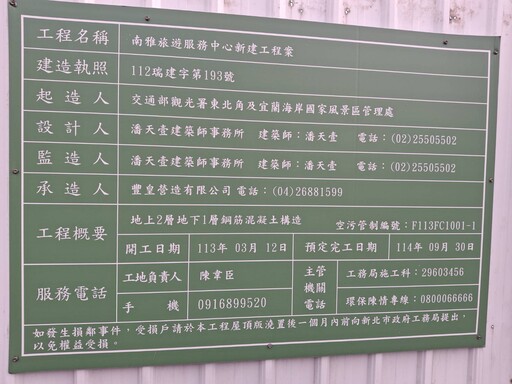 工程名稱 南雅旅遊服務中心新建工程案
建造執照 112瑞建字第193號
起造人 交通部觀光署東北角及宜蘭海岸國家風景區管理處
設計人 潘天壹建築師事務所 建築師：潘天壹 電話：(02)25505502
監造人 潘天壹建築師事務所 建築師：潘天壹 電話：(02)25505502
承造人 豐皇營造有限公司 電話：(04)26881599
工程概要 地上2層地下1層鋼筋混凝土構造 空污管制編號：F113FC1001-1
開工日期 113年 03月 12日 預定完工日期 114年 09月 30日
服務電話 工地負責人 陳韋臣 主管機關電話 工務局施工科：29603456
手機 0916899520 環保陳情專線：0800066666
如發生損鄰事件，受損戶請於本工程屋頂版澆置後一個月內前向新北市政府工務局提出，
以免權益受損。